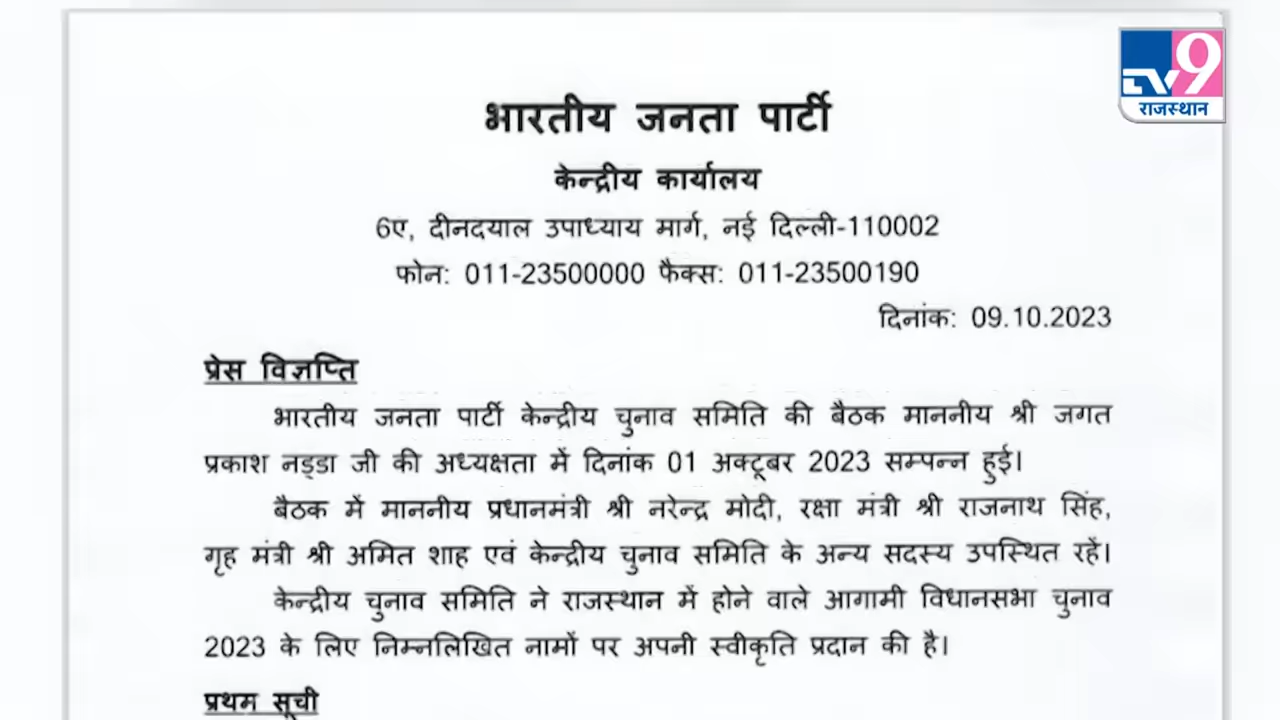 TV9
राजस्थान
भारतीय जनता पार्टी
केन्द्रीय कार्यालय
6ए, दीनदयाल उपाध्याय मार्ग, नई दिल्ली-110002
फोन: 011-23500000 फैक्स: 011-23500190
दिनांक: 09.10.2023
प्रेस विज्ञप्ति
भारतीय जनता पार्टी केन्द्रीय चुनाव समिति की बैठक माननीय श्री जगत
प्रकाश नड्डा जी की अध्यक्षता में दिनांक 01 अक्टूबर 2023 सम्पन्न हुई।
बैठक में माननीय प्रधानमंत्री श्री नरेन्द्र मोदी, रक्षा मंत्री श्री राजनाथ सिंह,
गृह मंत्री श्री अमित शाह एवं केन्द्रीय चुनाव समिति के अन्य सदस्य उपस्थित रहें।
केन्द्रीय चुनाव समिति ने राजस्थान में होने वाले आगामी विधानसभा चुनाव
2023 के लिए निम्नलिखित नामों पर अपनी स्वीकृति प्रदान की है।
प्रथम सूची